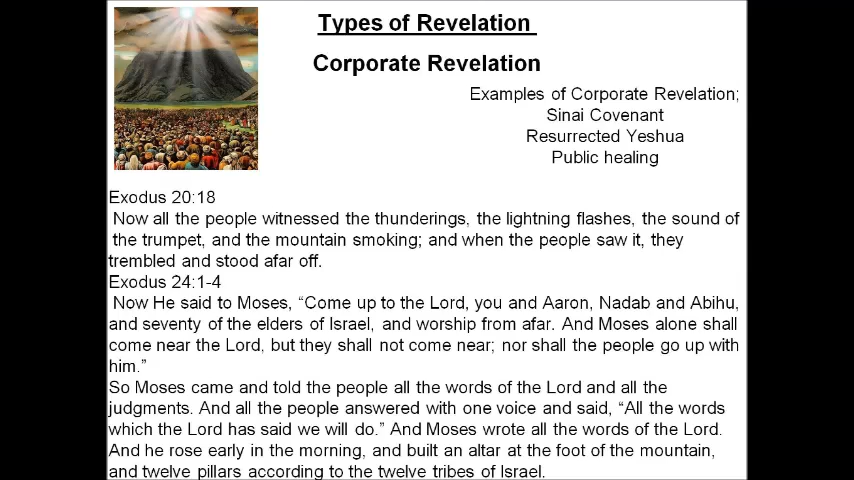 Types of Revelation
Corporate Revelation
Examples of Corporate Revelation;
Sinai Covenant
Resurrected Yeshua
Public healing
Exodus 20:18
Now all the people witnessed the thunderings, the lightning flashes, the sound of
the trumpet, and the mountain smoking; and when the people saw it, they
trembled and stood afar off.
Exodus 24:1-4
Now He said to Moses, “Come up to the Lord, you and Aaron, Nadab and Abihu,
and seventy of the elders of Israel, and worship from afar. And Moses alone shall
come near the Lord, but they shall not come near; nor shall the people go up with
him.”
So Moses came and told the people all the words of the Lord and all the
judgments. And all the people answered with one voice and said, “All the words
which the Lord has said we will do.” And Moses wrote all the words of the Lord.
And he rose early in the morning, and built an altar at the foot of the mountain,
and twelve pillars according to the twelve tribes of Israel.